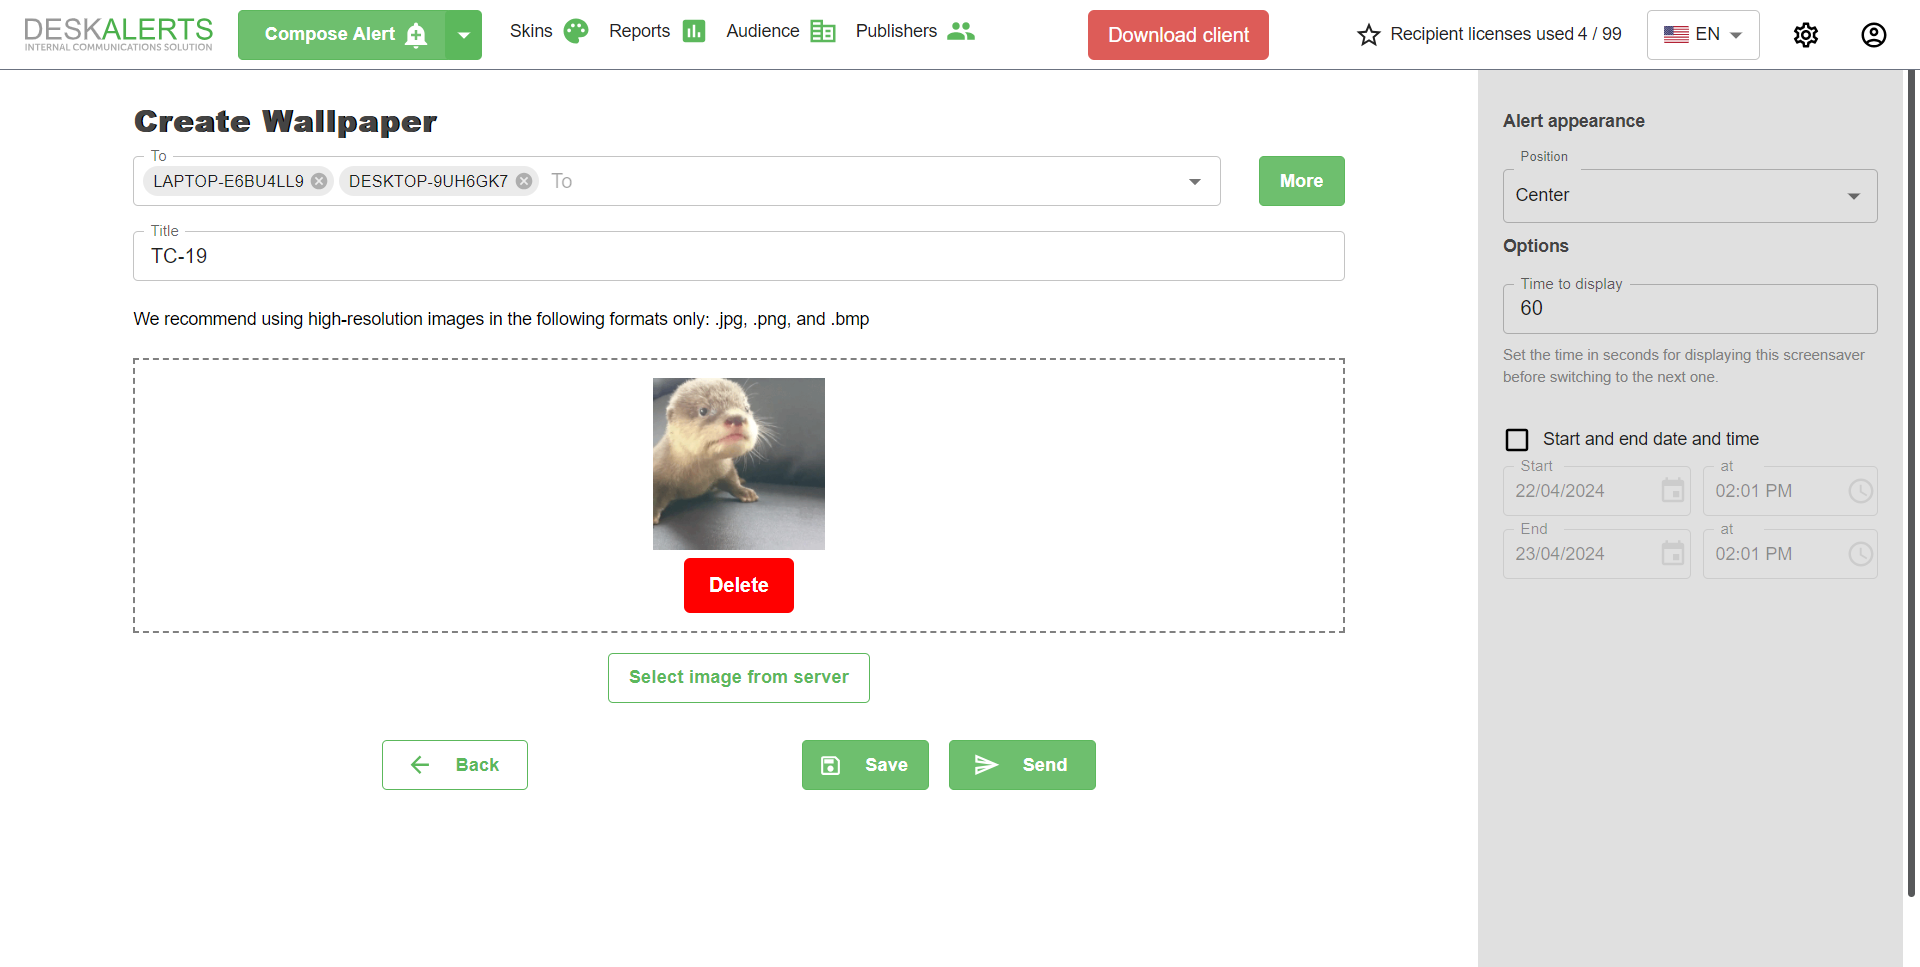 DESKALERTS
INTERNAL COMMUNICATIONS SOLUTION
Compose Alert
Skins
Reports
Audience
Publishers
Download client
Recipient licenses used 4 / 99
EN
Create Wallpaper
To
LAPTOP-E6BU4LL9
DESKTOP-9UH6GK7
To
More
Title
TC-19
We recommend using high-resolution images in the following formats only: .jpg, .png, and .bmp
Delete
Select image from server
Back
Save
Send
Alert appearance
Position
Center
Options
Time to display
60
Set the time in seconds for displaying this screensaver
before switching to the next one.
Start and end date and time
Start
22/04/2024
at
02:01 PM
End
23/04/2024
at
02:01 PM